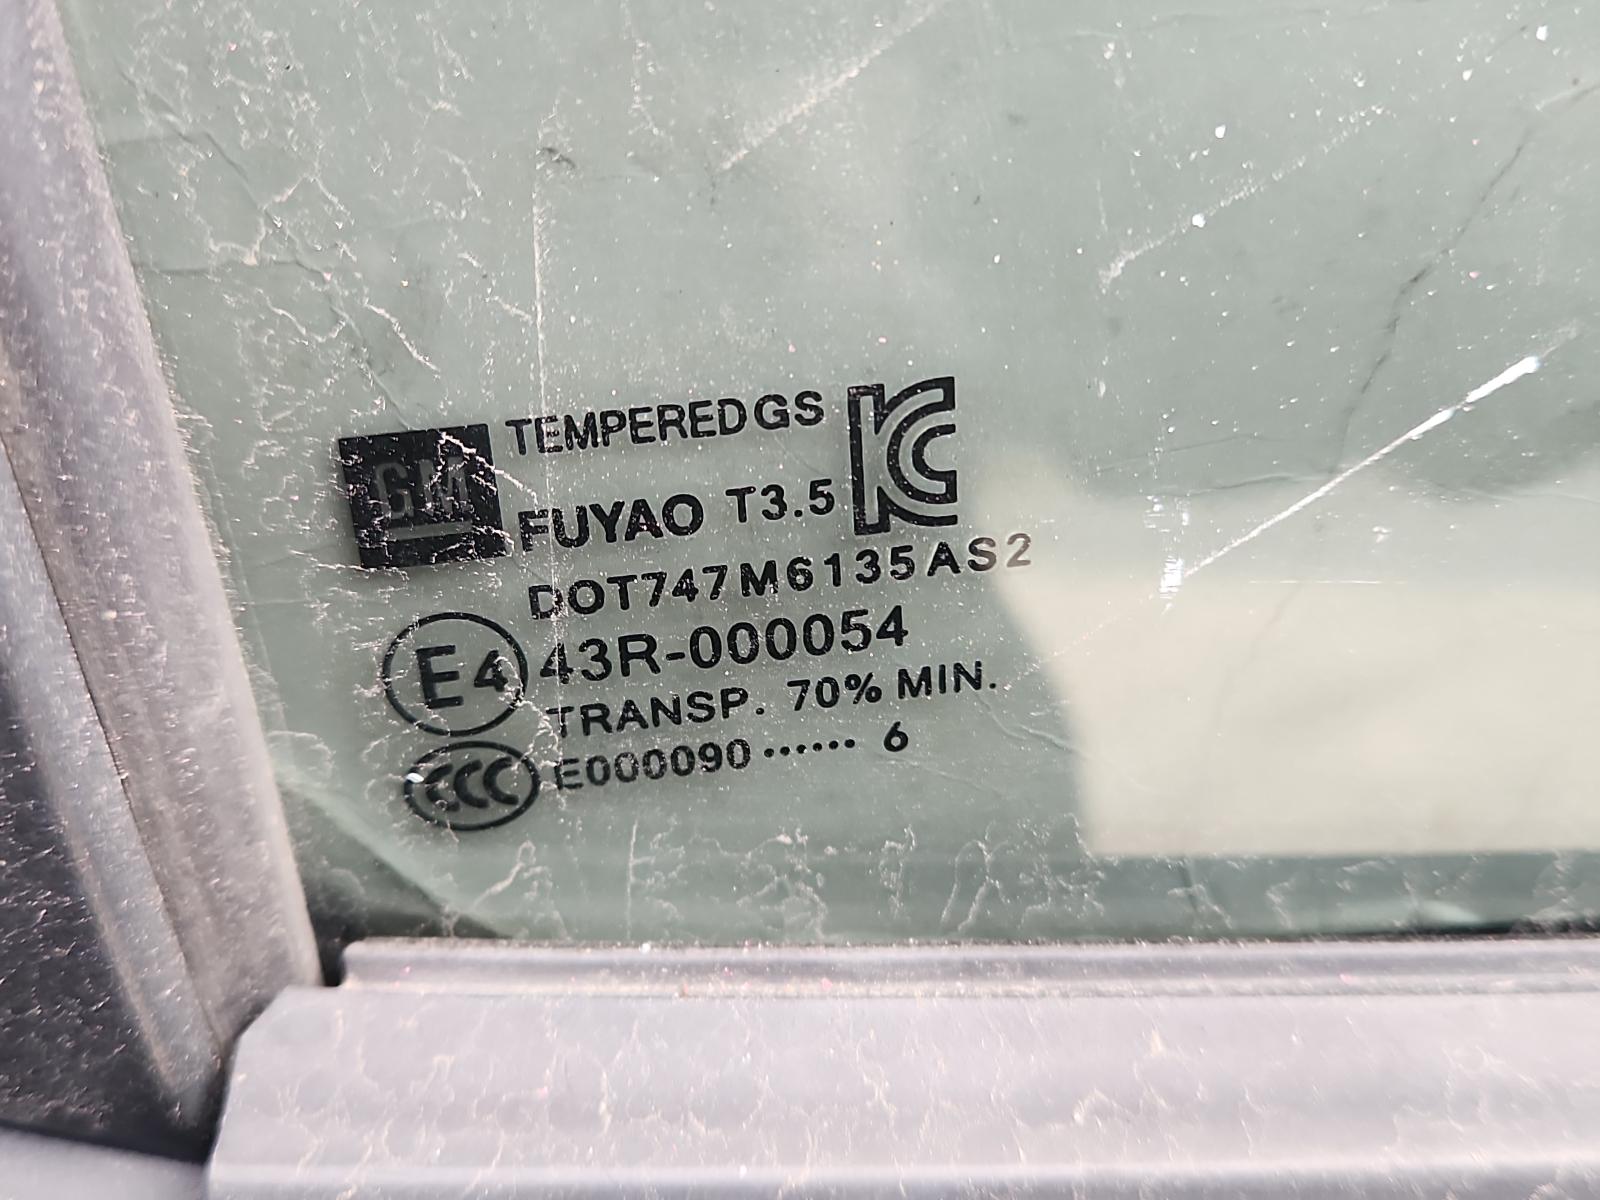 GM
TEMPERED GS
FUYAO T3.5
KC
DOT747 M6135 AS2
E4 43R-000054
TRANSP. 70% MIN.
CCC E000090 ...... 6